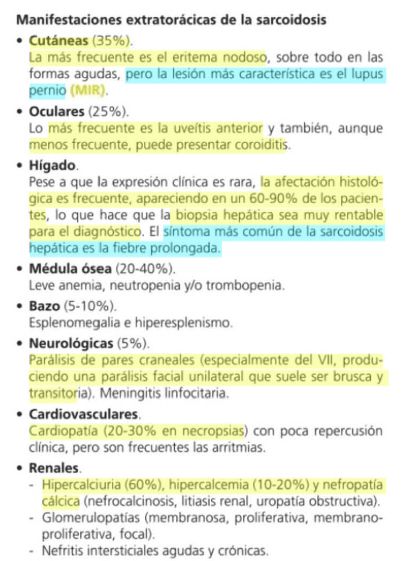 Manifestaciones extratorácicas de la sarcoidosis
• Cutáneas (35%).
La más frecuente es el eritema nodoso, sobre todo en las
formas agudas, pero la lesión más característica es el lupus
pernio (MIR).
• Oculares (25%).
Lo más frecuente es la uveítis anterior y también, aunque
menos frecuente, puede presentar coroiditis.
• Hígado.
Pese a que la expresión clínica es rara, la afectación histoló-
gica es frecuente, apareciendo en un 60-90% de los pacien-
tes, lo que hace que la biopsia hepática sea muy rentable
para el diagnóstico. El síntoma más común de la sarcoidosis
hepática es la fiebre prolongada.
• Médula ósea (20-40%).
Leve anemia, neutropenia y/o trombopenia.
• Bazo (5-10%).
Esplenomegalia e hiperesplenismo.
• Neurológicas (5%).
Parálisis de pares craneales (especialmente del VII, produ-
ciendo una parálisis facial unilateral que suele ser brusca y
transitoria). Meningitis linfocitaria.
• Cardiovasculares.
Cardiopatía (20-30% en necropsias) con poca repercusión
clínica, pero son frecuentes las arritmias.
• Renales.
- Hipercalciuria (60%), hipercalcemia (10-20%) y nefropatía
cálcica (nefrocalcinosis, litiasis renal, uropatía obstructiva).
- Glomerulopatías (membranosa, proliferativa, membrano-
proliferativa, focal).
- Nefritis intersticiales agudas y crónicas.